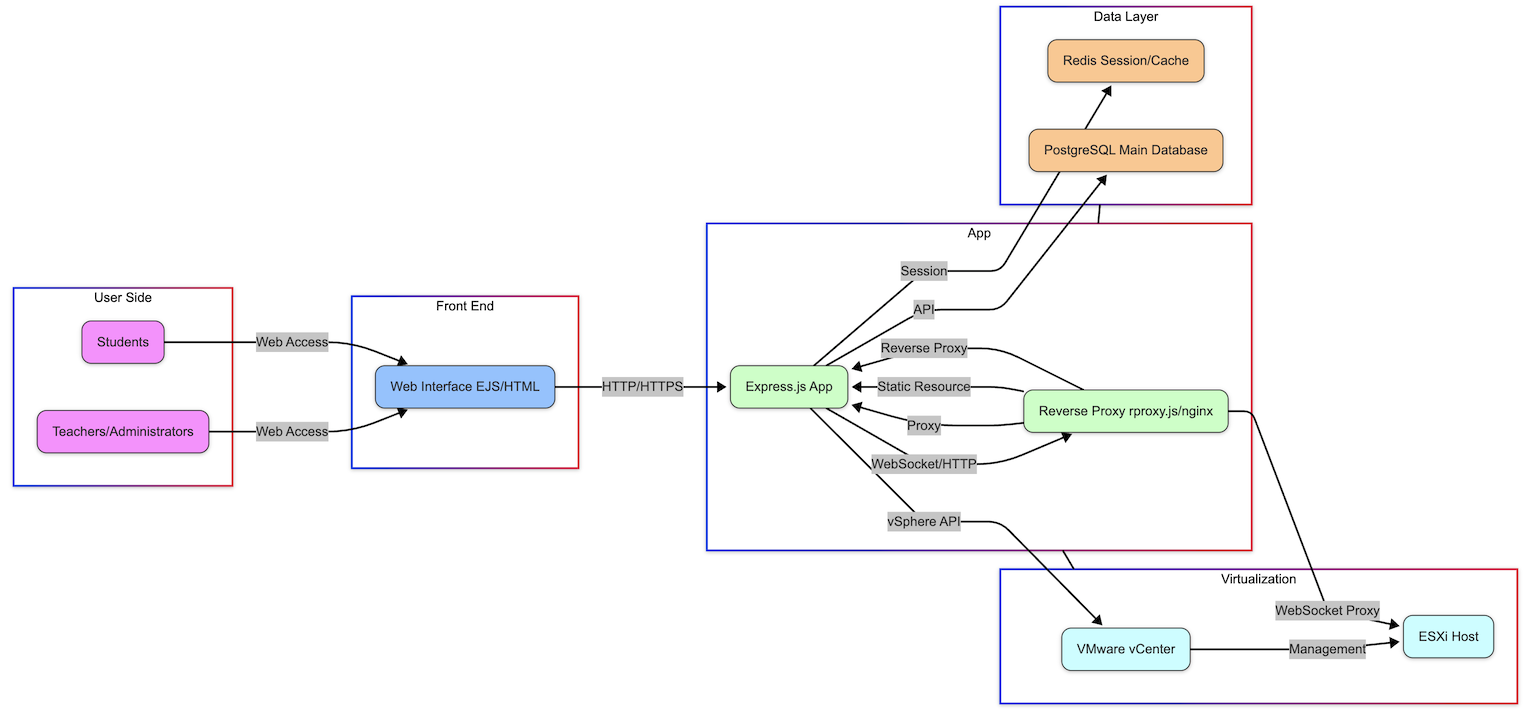 Data Layer
Redis Session/Cache
PostgreSQL Main Database
App
Session
API
Reverse Proxy
Express.js App
Static Resource
Reverse Proxy rproxy.js/nginx
Proxy
WebSocket/HTTP
vSphere API
User Side
Students
Teachers/Administrators
Web Access
Web Access
Front End
Web Interface EJS/HTML
HTTP/HTTPS
Virtualization
WebSocket Proxy
ESXi Host
VMware vCenter
Management